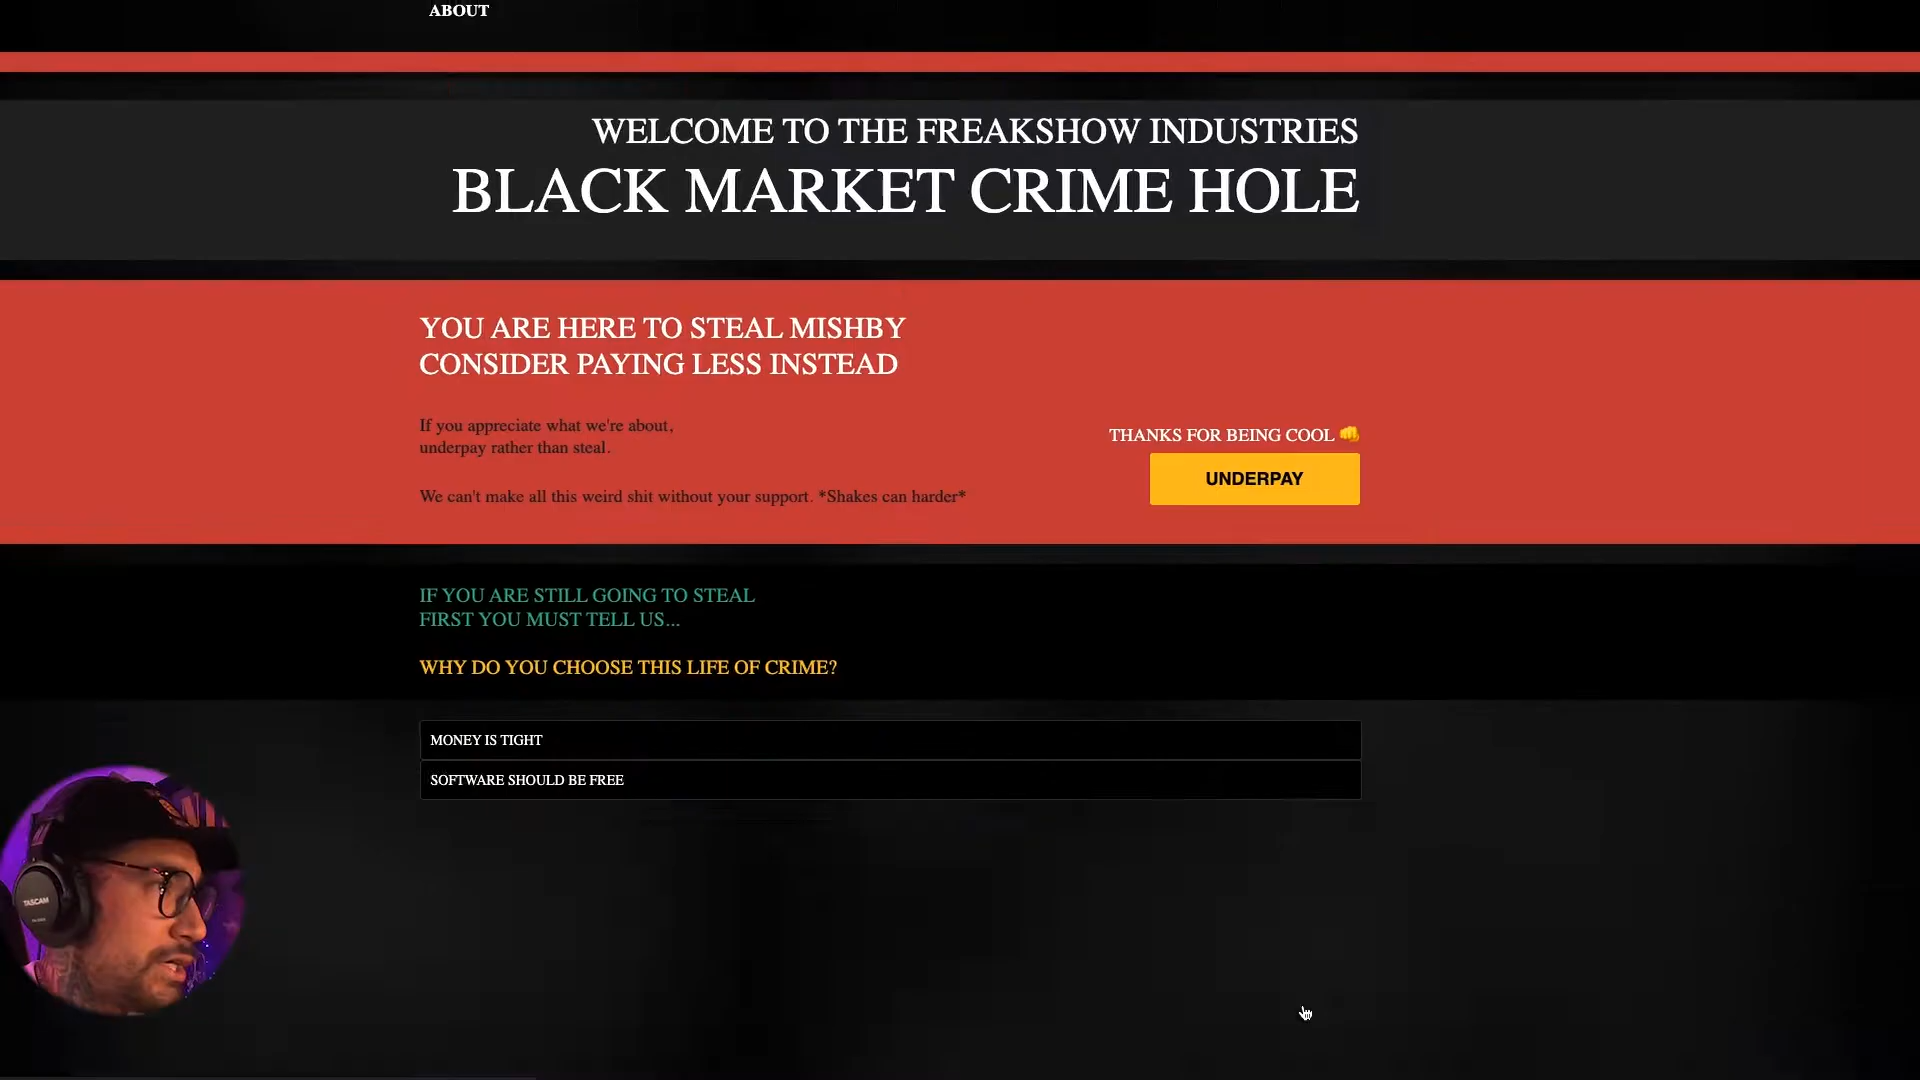 ABOUT
WELCOME TO THE FREAKSHOW INDUSTRIES
BLACK MARKET CRIME HOLE
YOU ARE HERE TO STEAL MISHBY
CONSIDER PAYING LESS INSTEAD
If you appreciate what we're about,
underpay rather than steal.
We can't make all this weird shit without your support. *Shakes can harder*
THANKS FOR BEING COOL 👊
UNDERPAY
IF YOU ARE STILL GOING TO STEAL
FIRST YOU MUST TELL US...
WHY DO YOU CHOOSE THIS LIFE OF CRIME?
MONEY IS TIGHT
SOFTWARE SHOULD BE FREE
TASCAM